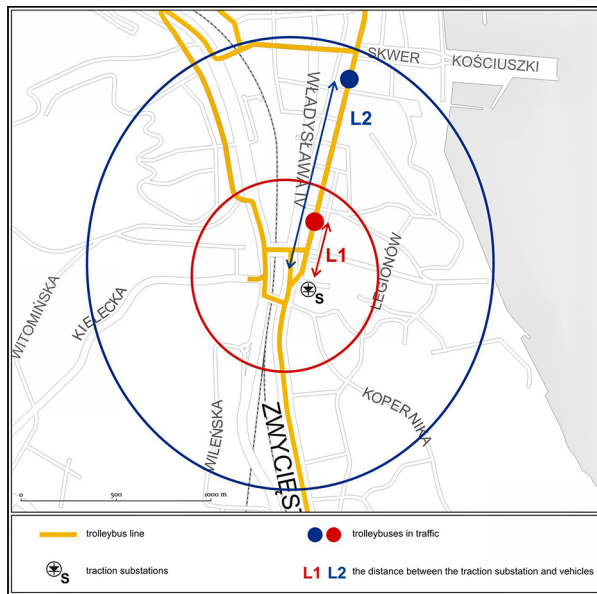 SKWER KOŚCIUSZKI
WŁADYSŁAWA IV
L2
L1
LEGIONÓW
S
WITOMIŃSKA
KIELECKA
KOPERNIKA
WILEŃSKA
ZWYCIĘST
0 500 1000 m
trolleybus line
trolleybuses in traffic
S
traction substations
L1 L2 the distance between the traction substation and vehicles